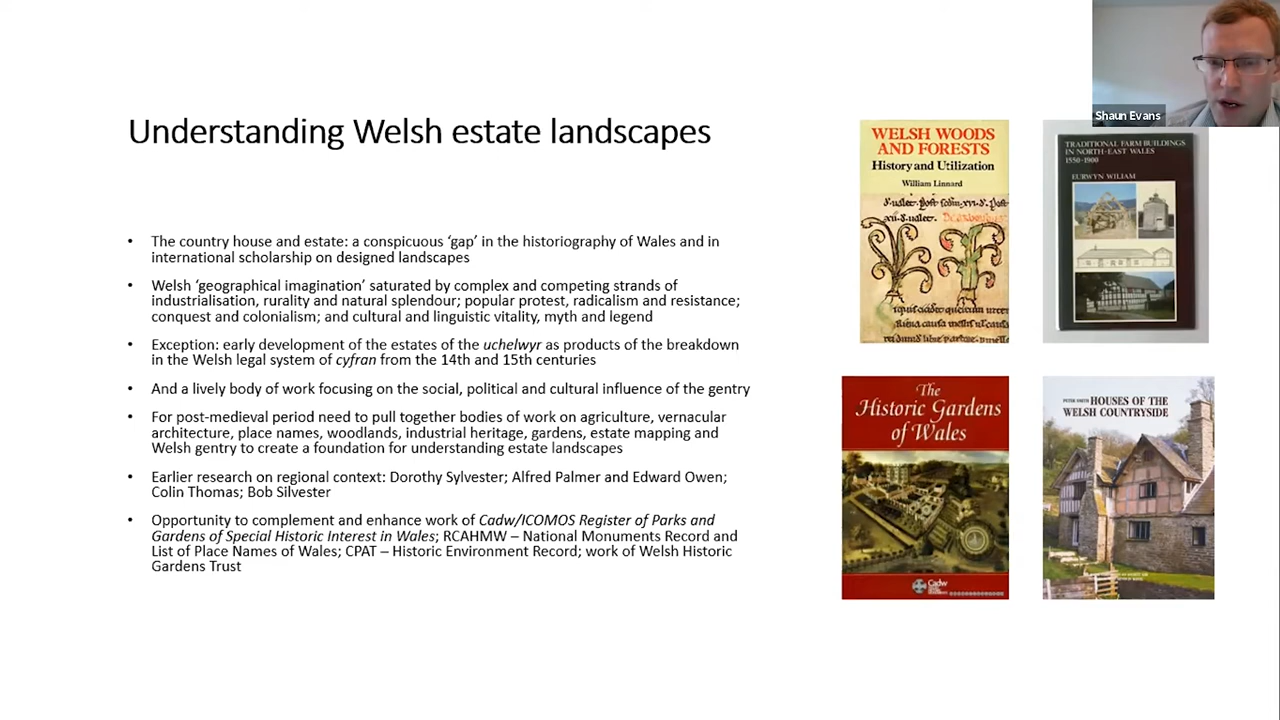 Shaun Evans
Understanding Welsh estate landscapes
• The country house and estate: a conspicuous ‘gap’ in the historiography of Wales and in
international scholarship on designed landscapes
• Welsh ‘geographical imagination’ saturated by complex and competing strands of
industrialisation, rurality and natural splendour; popular protest, radicalism and resistance;
conquest and colonialism; and cultural and linguistic vitality, myth and legend
• Exception: early development of the estates of the uchelwyr as products of the breakdown
in the Welsh legal system of cyfran from the 14th and 15th centuries
• And a lively body of work focusing on the social, political and cultural influence of the gentry
• For post-medieval period need to pull together bodies of work on agriculture, vernacular
architecture, place names, woodlands, industrial heritage, gardens, estate mapping and
Welsh gentry to create a foundation for understanding estate landscapes
• Earlier research on regional context: Dorothy Sylvester; Alfred Palmer and Edward Owen;
Colin Thomas; Bob Silvester
• Opportunity to complement and enhance work of Cadw/ICOMOS Register of Parks and
Gardens of Special Historic Interest in Wales; RCAHMW – National Monuments Record and
List of Place Names of Wales; CPAT – Historic Environment Record; work of Welsh Historic
Gardens Trust
WELSH WOODS
AND FORESTS
History and Utilization
William Linnard
TRADITIONAL FARM BUILDINGS
IN NORTH-EAST WALES
1550-1900
EURWYN WILIAM
The
Historic Gardens
of Wales
Cadw
PETER SMITH HOUSES OF THE
WELSH COUNTRYSIDE